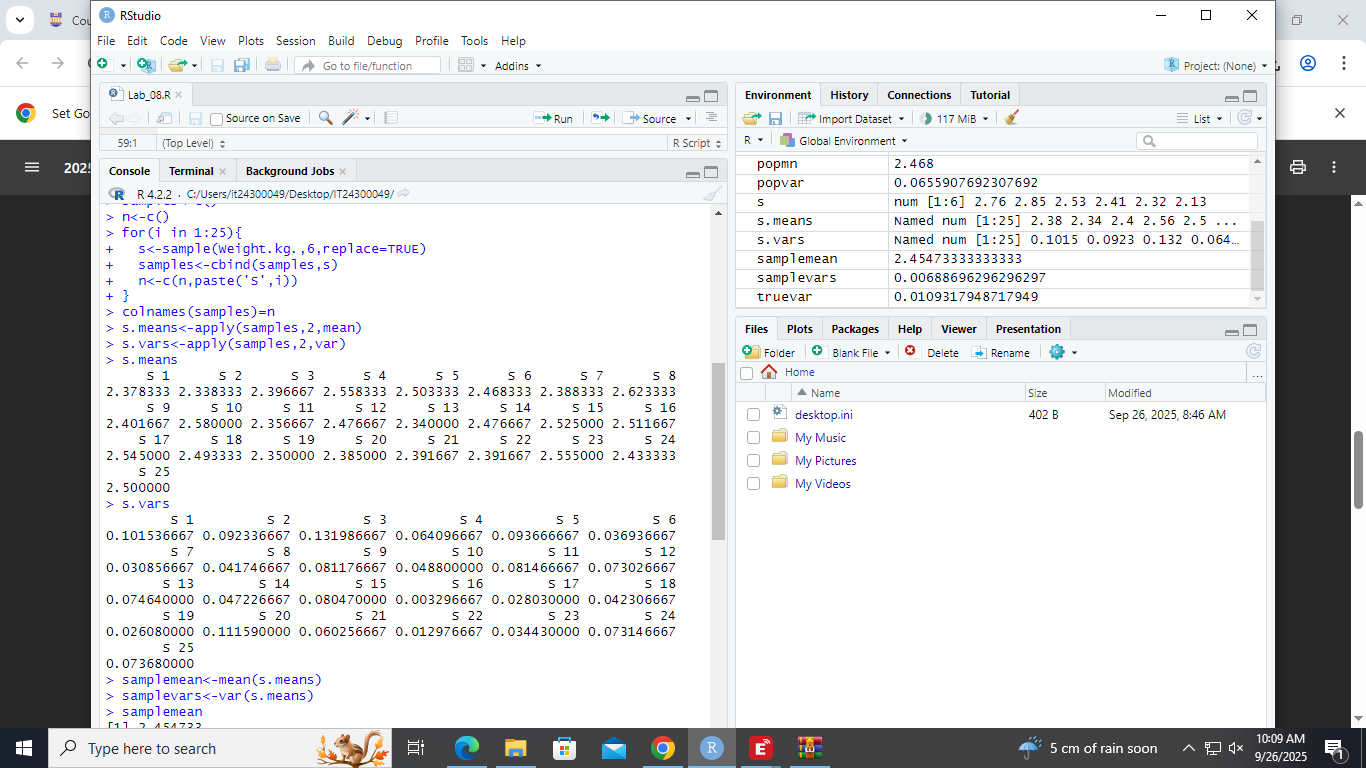 Cou
RStudio
File Edit Code View Plots Session Build Debug Profile Tools Help
Go to file/function Addins Project: (None)
Set Go
2025
Lab_08.R
Source on Save Run Source
59:1 (Top Level) R Script
Console Terminal Background Jobs
R 4.2.2 · C:/Users/it24300049/Desktop/IT24300049/
> n<-c()
> for(i in 1:25){
+   s<-sample(Weight.kg.,6,replace=TRUE)
+   samples<-cbind(samples,s)
+   n<-c(n,paste('S',i))
+ }
> colnames(samples)=n
> s.means<-apply(samples,2,mean)
> s.vars<-apply(samples,2,var)
> s.means
S 1 S 2 S 3 S 4 S 5 S 6 S 7 S 8
2.378333 2.338333 2.396667 2.558333 2.503333 2.468333 2.388333 2.623333
S 9 S 10 S 11 S 12 S 13 S 14 S 15 S 16
2.401667 2.580000 2.356667 2.476667 2.340000 2.476667 2.525000 2.511667
S 17 S 18 S 19 S 20 S 21 S 22 S 23 S 24
2.545000 2.493333 2.350000 2.385000 2.391667 2.391667 2.555000 2.433333
S 25
2.500000
> s.vars
S 1 S 2 S 3 S 4 S 5 S 6
0.101536667 0.092336667 0.131986667 0.064096667 0.093666667 0.036936667
S 7 S 8 S 9 S 10 S 11 S 12
0.030856667 0.041746667 0.081176667 0.048800000 0.081466667 0.073026667
S 13 S 14 S 15 S 16 S 17 S 18
0.074640000 0.047226667 0.080470000 0.003296667 0.028030000 0.042306667
S 19 S 20 S 21 S 22 S 23 S 24
0.026080000 0.111590000 0.060256667 0.012976667 0.034430000 0.073146667
S 25
0.073680000
> samplemean<-mean(s.means)
> samplevars<-var(s.means)
> samplemean
[1] 2.454733
Environment History Connections Tutorial
Import Dataset 117 MiB List
R Global Environment
popmn 2.468
popvar 0.0655907692307692
s num [1:6] 2.76 2.85 2.53 2.41 2.32 2.13
s.means Named num [1:25] 2.38 2.34 2.4 2.56 2.5 ...
s.vars Named num [1:25] 0.1015 0.0923 0.132 0.064…
samplemean 2.45473333333333
samplevars 0.00688696296296297
truevar 0.0109317948717949
Files Plots Packages Help Viewer Presentation
Folder Blank File Delete Rename
Home ...
Name Size Modified
desktop.ini 402 B Sep 26, 2025, 8:46 AM
My Music
My Pictures
My Videos
Type here to search
5 cm of rain soon
10:09 AM
9/26/2025
1